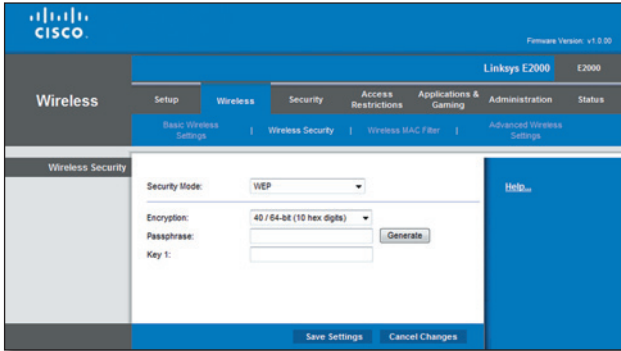 CISCO.
Firmware Version: v1.0.00
Linksys E2000 E2000
Wireless
Setup Wireless Security Access Restrictions Applications & Gaming Administration Status
Basic Wireless Settings | Wireless Security | Wireless MAC Filter | Advanced Wireless Settings
Wireless Security
Security Mode: WEP
Help...
Encryption: 40 / 64-bit (10 hex digits)
Passphrase: Generate
Key 1:
Save Settings Cancel Changes